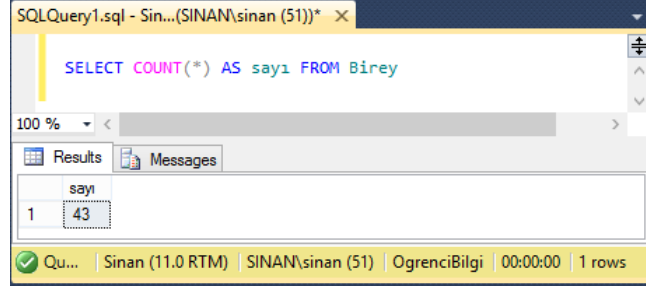 SQLQuery1.sql - Sin...(SINAN\sinan (51))*
SELECT COUNT(*) AS sayı FROM Birey
100 %
Results Messages
sayı
1 43
Qu... Sinan (11.0 RTM) SINAN\sinan (51) OgrenciBilgi 00:00:00 1 rows